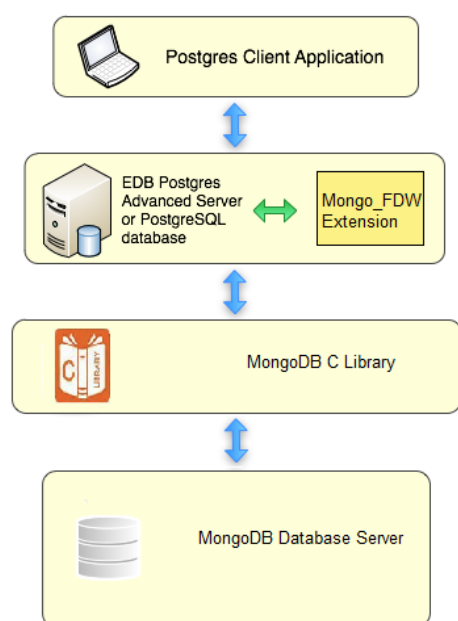 Postgres Client Application
EDB Postgres
Advanced Server
or PostgreSQL
database
Mongo_FDW
Extension
C
LIBRARY
MongoDB C Library
MongoDB Database Server